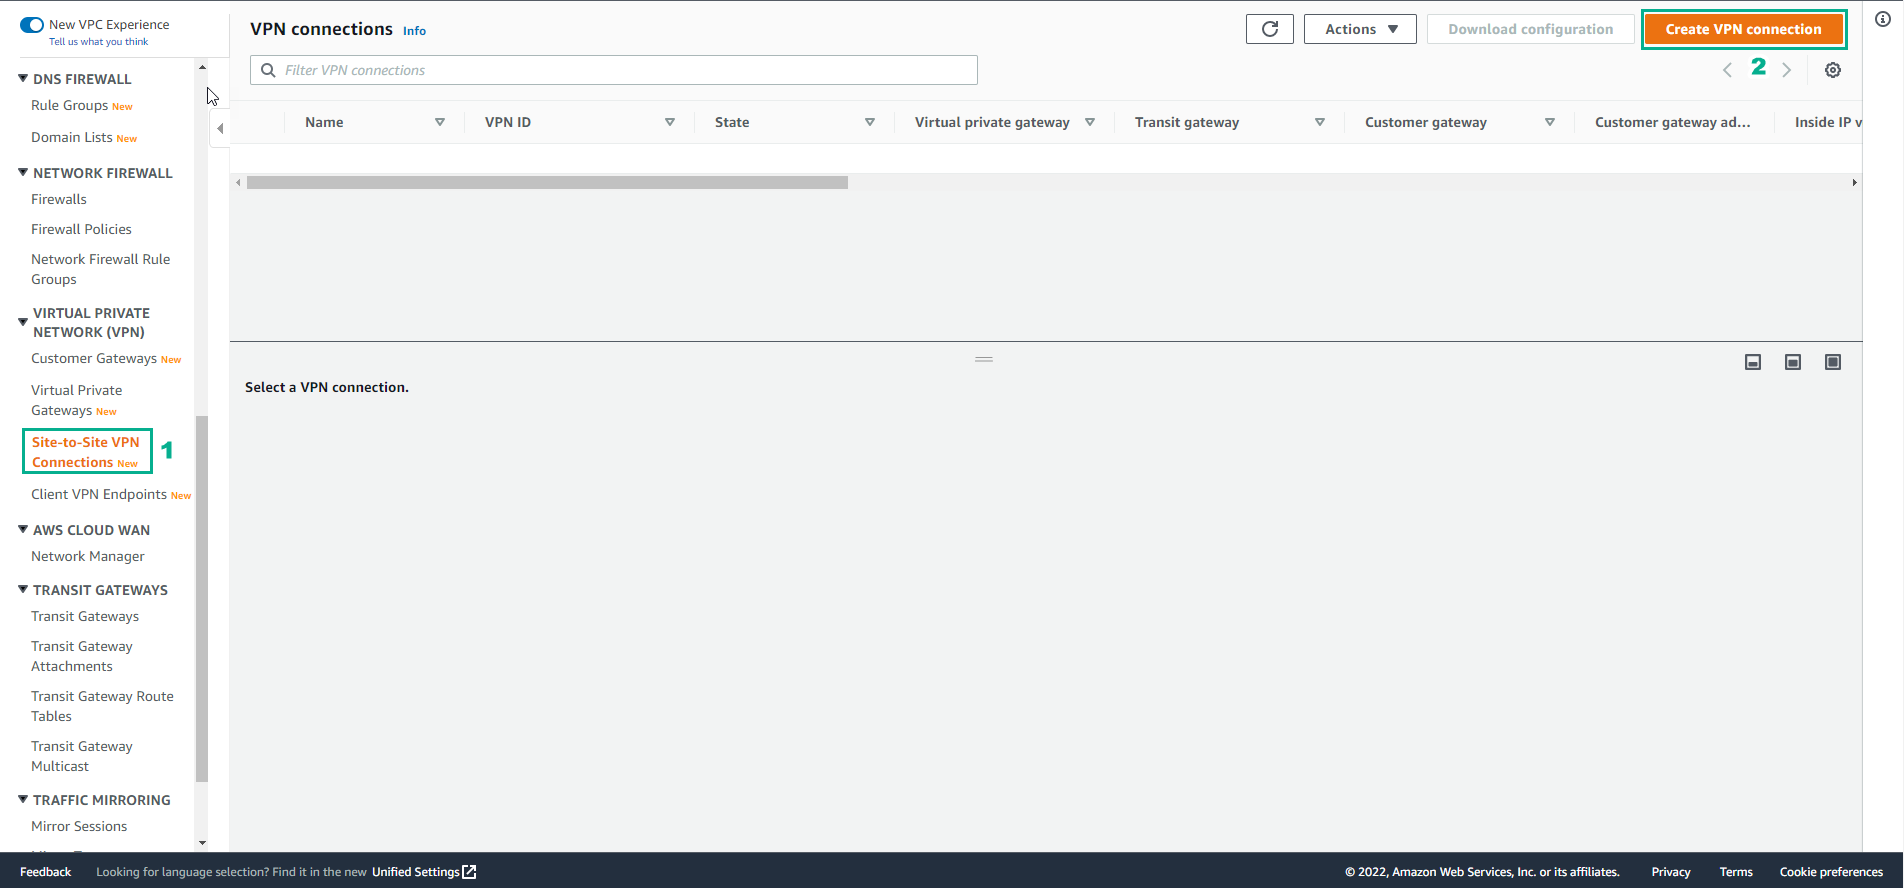 New VPC Experience
Tell us what you think
DNS FIREWALL
Rule Groups New
Domain Lists New
NETWORK FIREWALL
Firewalls
Firewall Policies
Network Firewall Rule
Groups
VIRTUAL PRIVATE
NETWORK (VPN)
Customer Gateways New
Virtual Private
Gateways New
Site-to-Site VPN
Connections New
1
Client VPN Endpoints New
AWS CLOUD WAN
Network Manager
TRANSIT GATEWAYS
Transit Gateways
Transit Gateway
Attachments
Transit Gateway Route
Tables
Transit Gateway
Multicast
TRAFFIC MIRRORING
Mirror Sessions
VPN connections Info
Actions
Download configuration
Create VPN connection
Filter VPN connections
2
Name VPN ID State Virtual private gateway Transit gateway Customer gateway Customer gateway ad... Inside IP v
Select a VPN connection.
Feedback Looking for language selection? Find it in the new Unified Settings © 2022, Amazon Web Services, Inc. or its affiliates. Privacy Terms Cookie preferences